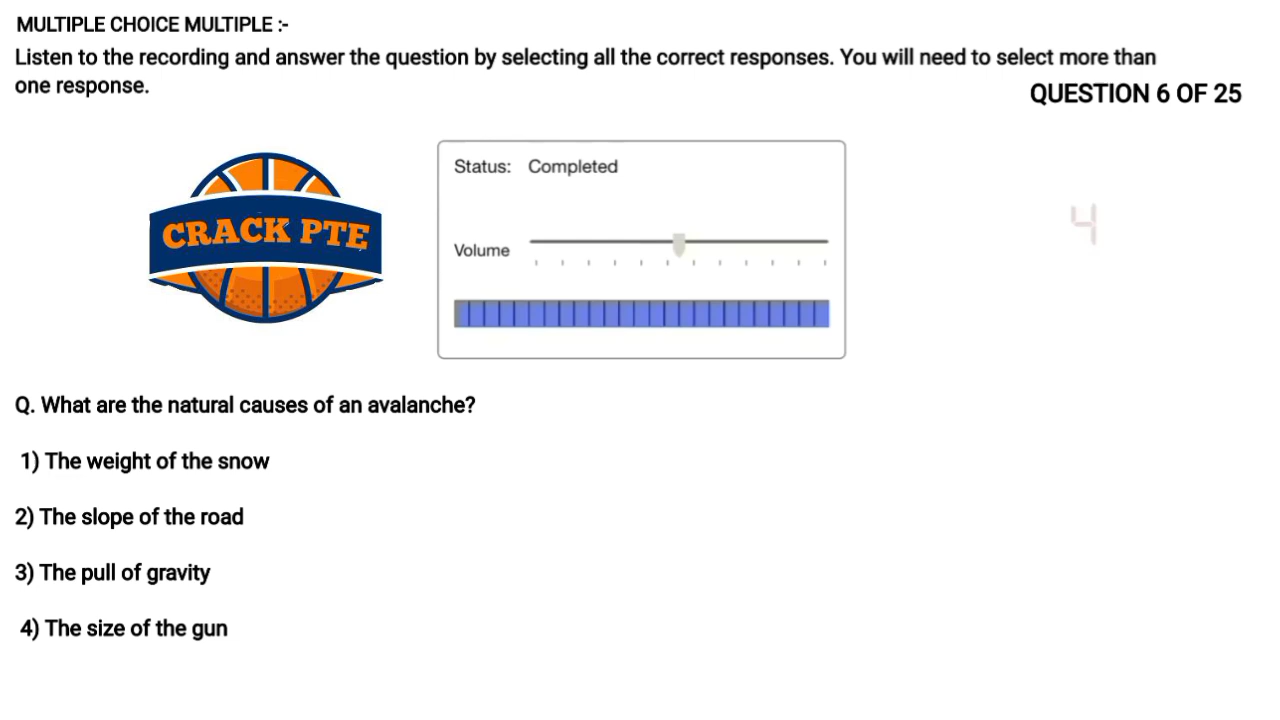 MULTIPLE CHOICE MULTIPLE :-
Listen to the recording and answer the question by selecting all the correct responses. You will need to select more than
one response.
QUESTION 6 OF 25
CRACK PTE
Status: Completed
4
Volume
Q. What are the natural causes of an avalanche?
1) The weight of the snow
2) The slope of the road
3) The pull of gravity
4) The size of the gun